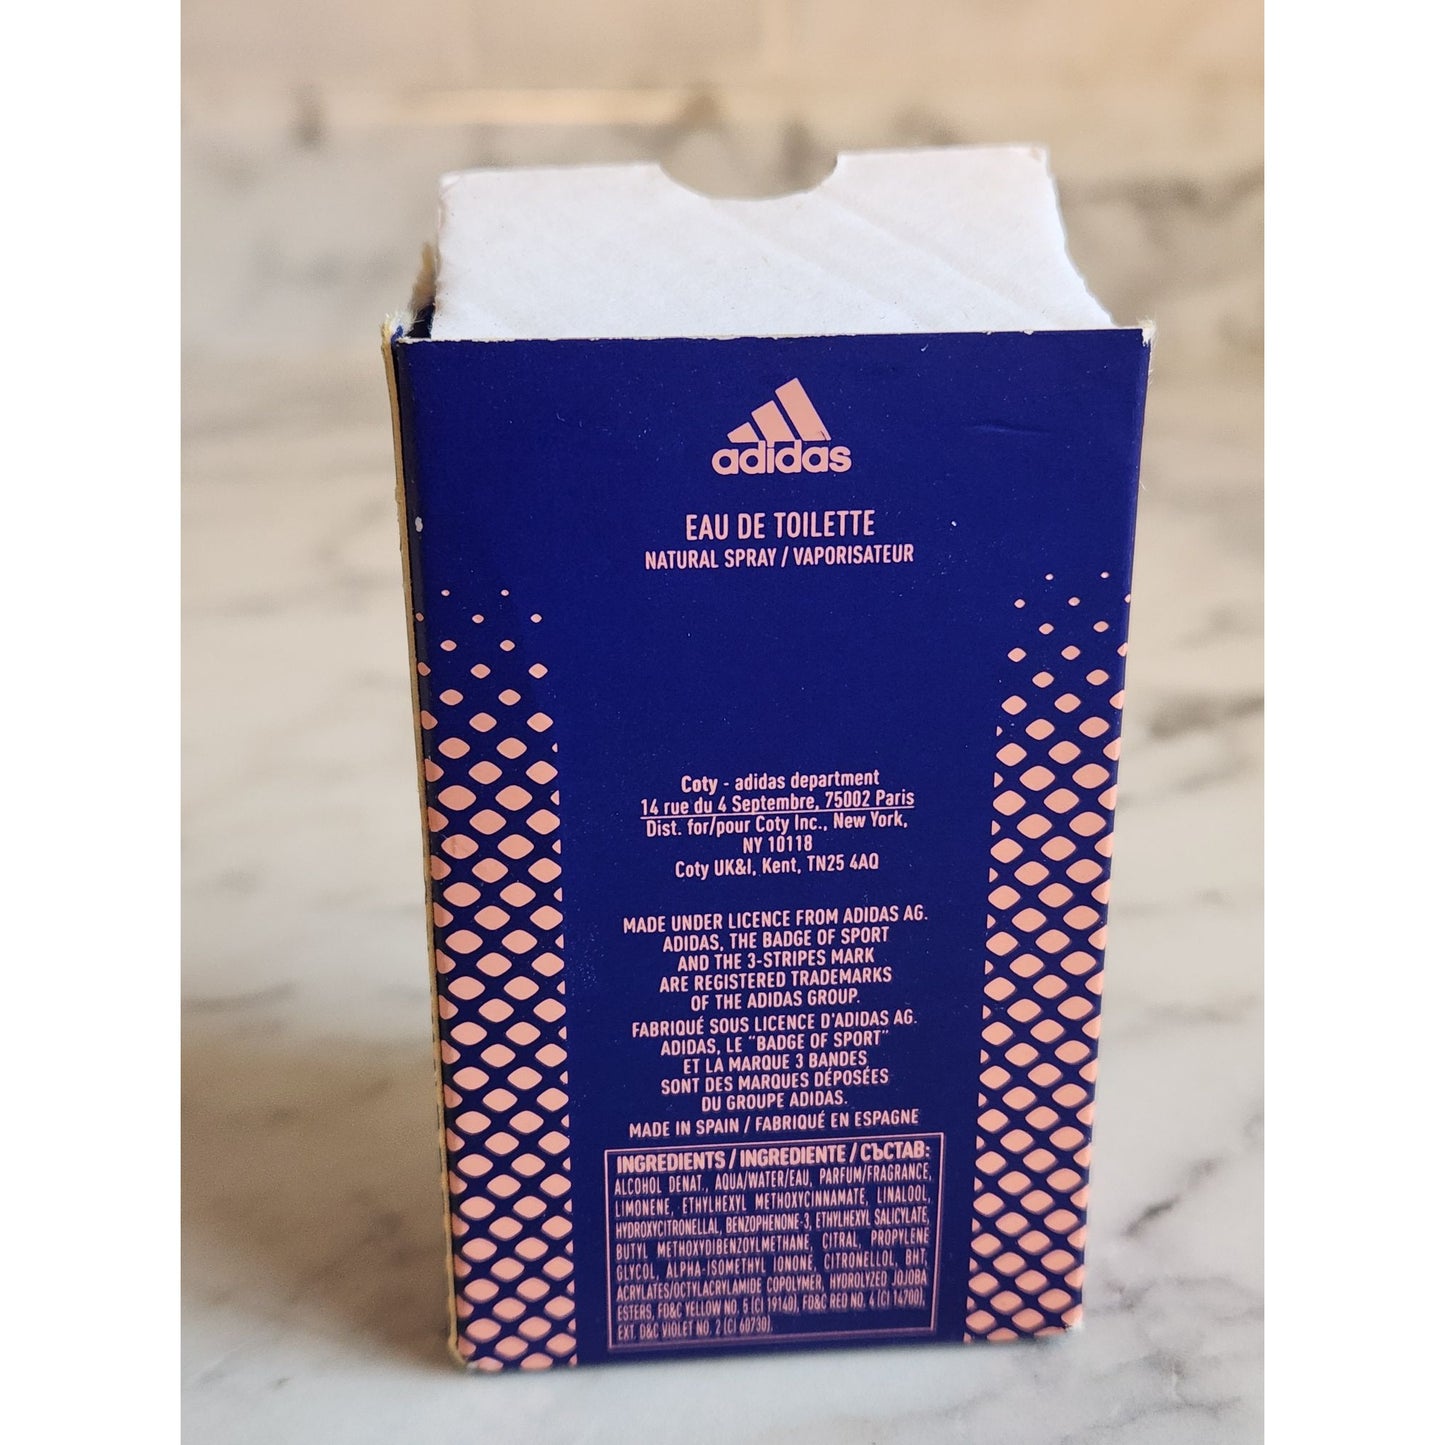 adidas
EAU DE TOILETTE
NATURAL SPRAY / VAPORISATEUR
Coty - adidas department
14 rue du 4 Septembre, 75002 Paris
Dist. for/pour Coty Inc., New York,
NY 10118
Coty UK&I, Kent, TN25 4AQ
MADE UNDER LICENCE FROM ADIDAS AG.
ADIDAS, THE BADGE OF SPORT
AND THE 3-STRIPES MARK
ARE REGISTERED TRADEMARKS
OF THE ADIDAS GROUP.
FABRIQUÉ SOUS LICENCE D'ADIDAS AG.
ADIDAS, LE "BADGE OF SPORT"
ET LA MARQUE 3 BANDES
SONT DES MARQUES DÉPOSÉES
DU GROUPE ADIDAS.
MADE IN SPAIN / FABRIQUÉ EN ESPAGNE
INGREDIENTS / INGREDIENTE / СЪСТАВ:
ALCOHOL DENAT., AQUA/WATER/EAU, PARFUM/FRAGRANCE,
LIMONENE, ETHYLHEXYL METHOXYCINNAMATE, LINALOOL,
HYDROXYCITRONELLAL, BENZOPHENONE-3, ETHYLHEXYL SALICYLATE,
BUTYL METHOXYDIBENZOYLMETHANE, CITRAL, PROPYLENE
GLYCOL, ALPHA-ISOMETHYL IONONE, CITRONELLOL, BHT,
ACRYLATES/OCTYLACRYLAMIDE COPOLYMER, HYDROLYZED JOJOBA
ESTERS, FD&C YELLOW NO. 5 (CI 19140), FD&C RED NO. 4 (CI 14700),
EXT. D&C VIOLET NO. 2 (CI 60730).